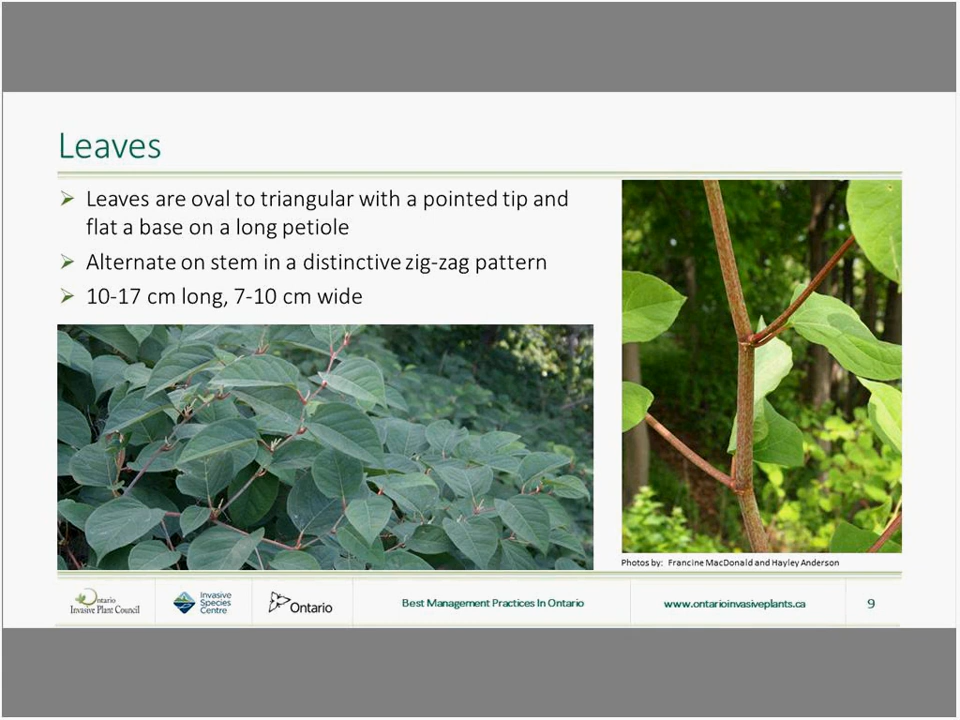 Leaves
Leaves are oval to triangular with a pointed tip and
flat a base on a long petiole
Alternate on stem in a distinctive zig-zag pattern
10-17 cm long, 7-10 cm wide
Photos by: Francine MacDonald and Hayley Anderson
Ontario
Invasive Plant Council
Invasive
Species
Centre
Ontario
Best Management Practices In Ontario
www.ontarioinvasiveplants.ca
9